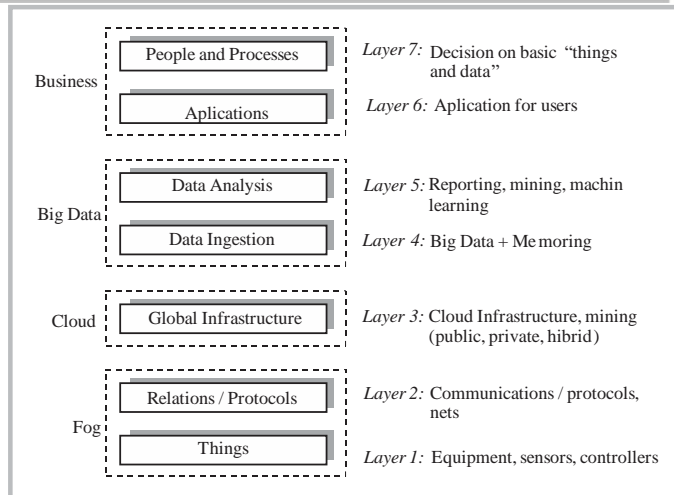 People and Processes
Layer 7: Decision on basic “things
and data”
Business
Aplications
Layer 6: Aplication for users
Data Analysis
Layer 5: Reporting, mining, machin
learning
Big Data
Data Ingestion
Layer 4: Big Data + Memoring
Cloud
Global Infrastructure
Layer 3: Cloud Infrastructure, mining
(public, private, hibrid)
Relations / Protocols
Layer 2: Communications / protocols,
nets
Fog
Things
Layer 1: Equipment, sensors, controllers